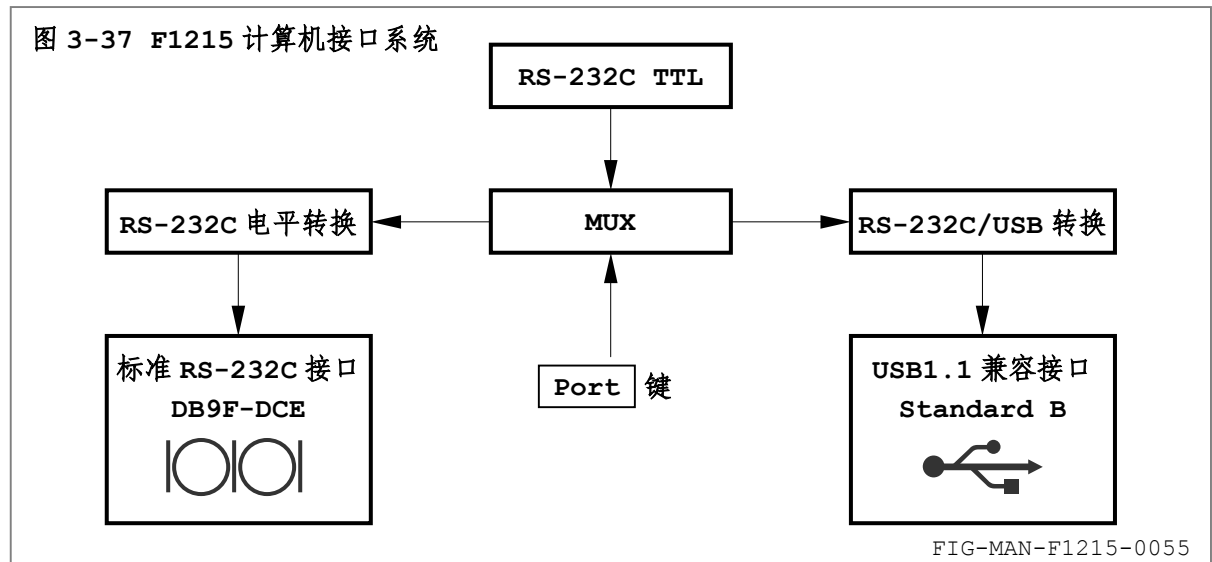 图 3-37 F1215 计算机接口系统
RS-232C TTL
RS-232C 电平转换
MUX
RS-232C/USB 转换
标准 RS-232C 接口
DB9F-DCE
Port 键
USB1.1 兼容接口
Standard B
FIG-MAN-F1215-0055